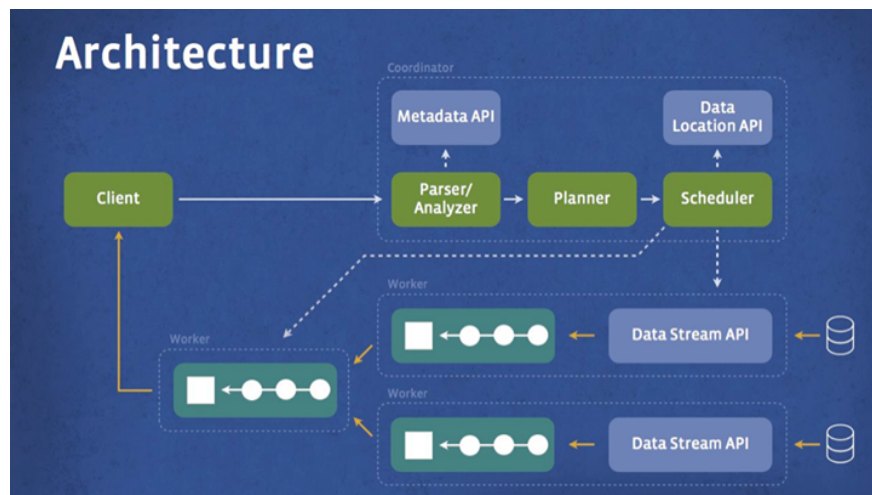 Architecture
Coordinator
Metadata API
Data
Location API
Client
Parser/
Analyzer
Planner
Scheduler
Worker
Data Stream API
Worker
Worker
Data Stream API